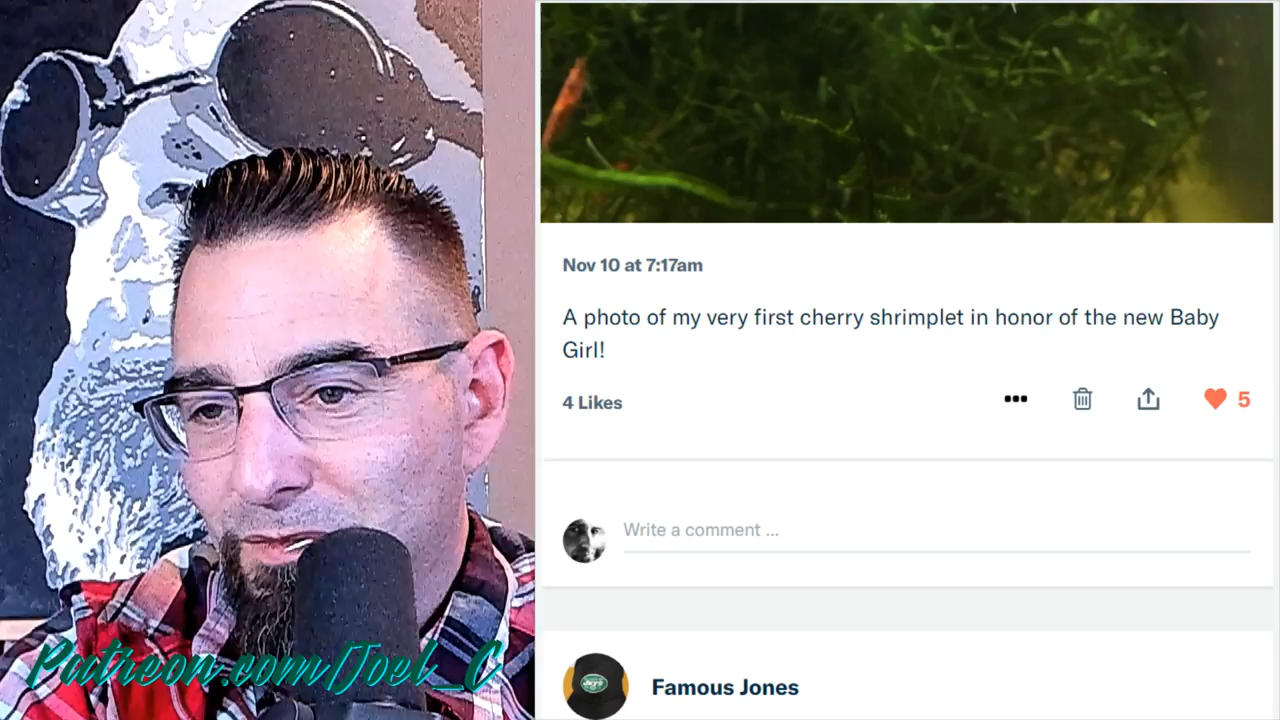 Nov 10 at 7:17am
A photo of my very first cherry shrimplet in honor of the new Baby
Girl!
4 Likes
5
Write a comment ...
JETS
Famous Jones
Patreon.com/Joel_C